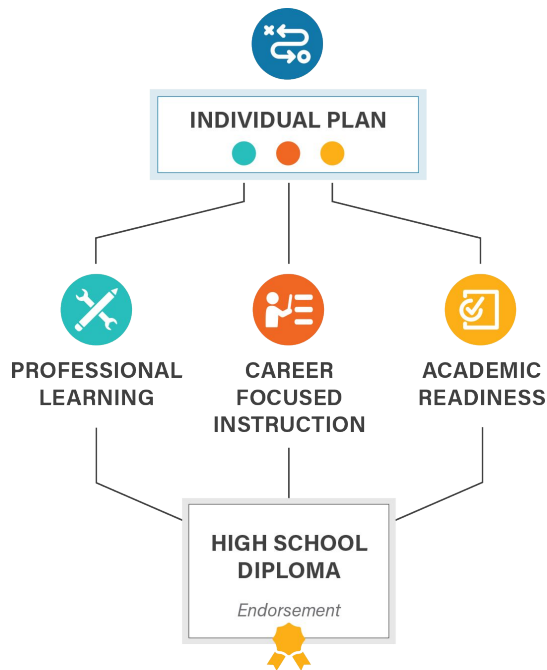 INDIVIDUAL PLAN
PROFESSIONAL
LEARNING
CAREER
FOCUSED
INSTRUCTION
ACADEMIC
READINESS
HIGH SCHOOL
DIPLOMA
Endorsement